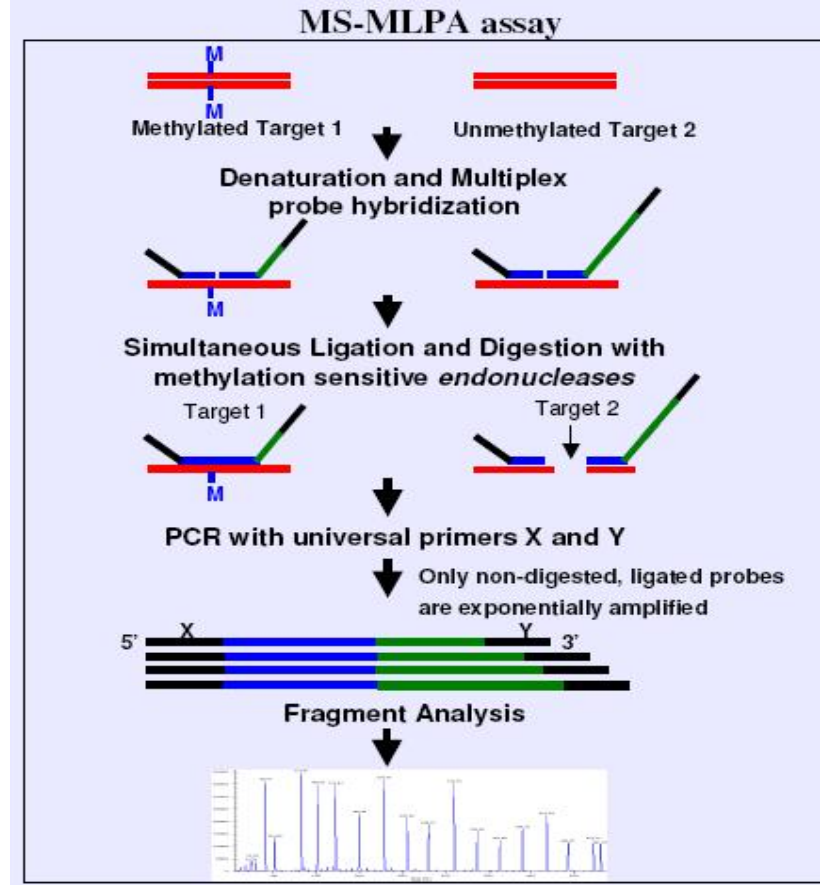 MS-MLPA assay
M
M
Methylated Target 1
Unmethylated Target 2
Denaturation and Multiplex
probe hybridization
M
Simultaneous Ligation and Digestion with
methylation sensitive endonucleases
Target 1
Target 2
M
PCR with universal primers X and Y
Only non-digested, ligated probes
are exponentially amplified
5’ X Y 3’
Fragment Analysis